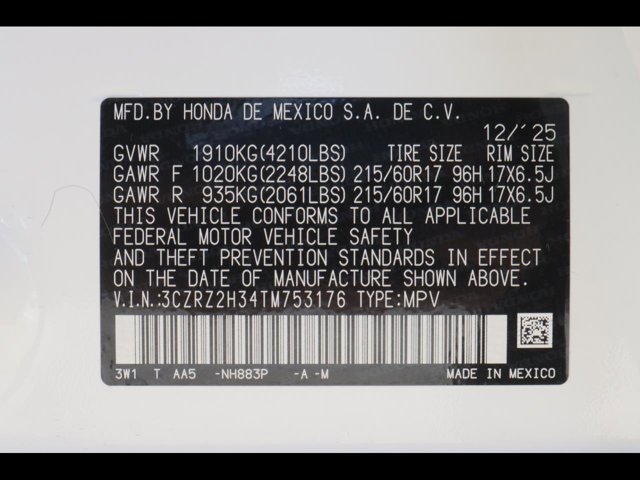 MFD.BY HONDA DE MEXICO S.A. DE C.V.
12/´25
GVWR 1910KG(4210LBS) TIRE SIZE RIM SIZE
GAWR F 1020KG(2248LBS) 215/60R17 96H 17X6.5J
GAWR R 935KG(2061LBS) 215/60R17 96H 17X6.5J
THIS VEHICLE CONFORMS TO ALL APPLICABLE
FEDERAL MOTOR VEHICLE SAFETY
AND THEFT PREVENTION STANDARDS IN EFFECT
ON THE DATE OF MANUFACTURE SHOWN ABOVE.
V.I.N.:3CZRZ2H34TM753176 TYPE:MPV
3W1 T AA5 -NH883P -A -M MADE IN MEXICO